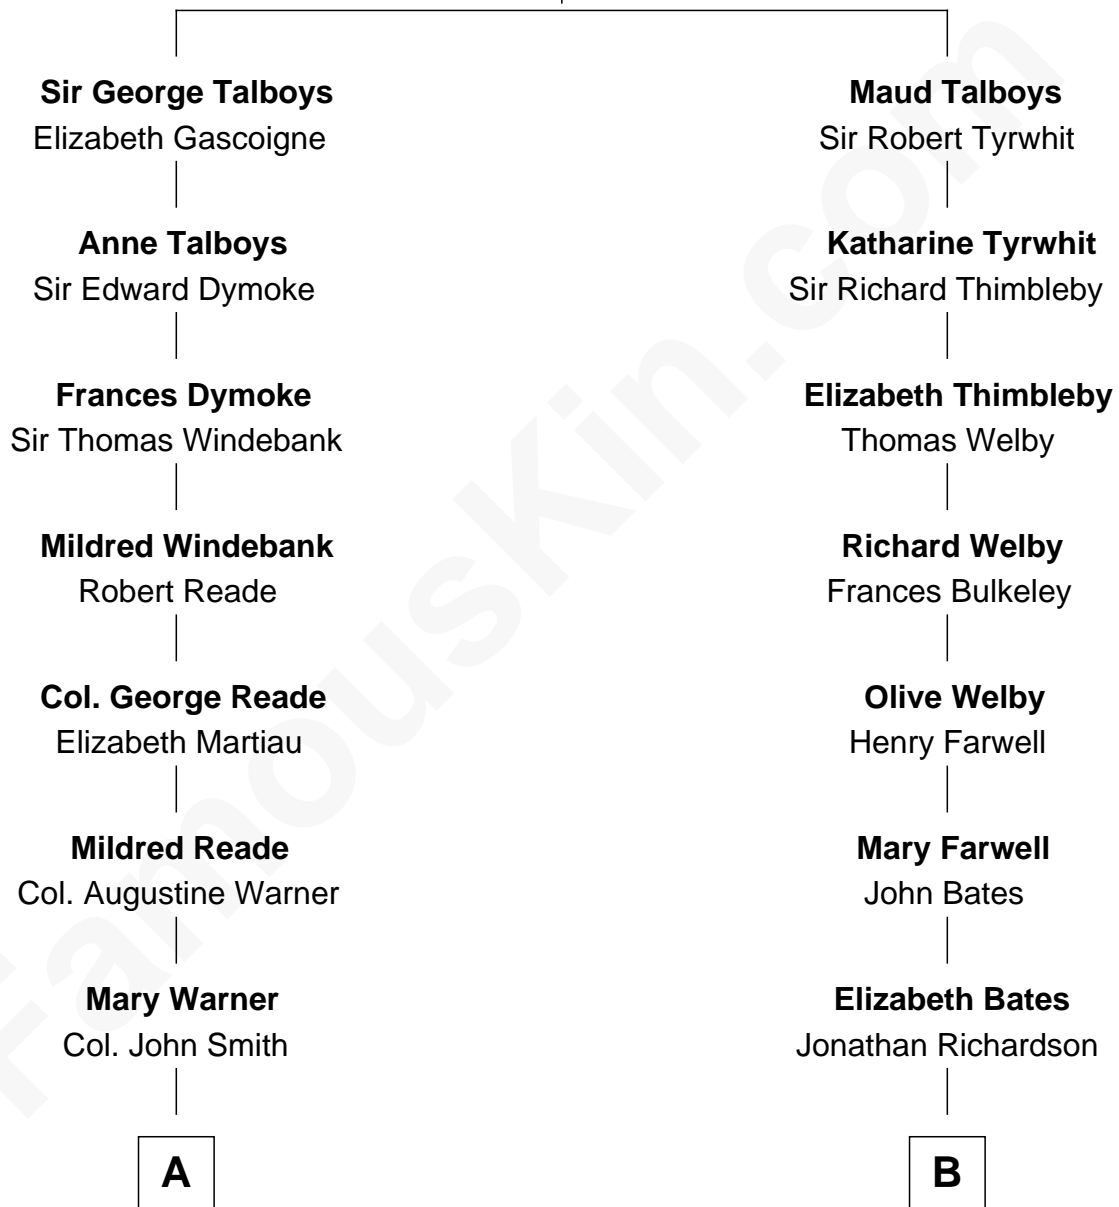 Sir George Talboys
Elizabeth Gascoigne
Anne Talboys
Sir Edward Dymoke
Frances Dymoke
Sir Thomas Windebank
Mildred Windebank
Robert Reade
Col. George Reade
Elizabeth Martiau
Mildred Reade
Col. Augustine Warner
Mary Warner
Col. John Smith
A
Maud Talboys
Sir Robert Tyrwhit
Katharine Tyrwhit
Sir Richard Thimbleby
Elizabeth Thimbleby
Thomas Welby
Richard Welby
Frances Bulkeley
Olive Welby
Henry Farwell
Mary Farwell
John Bates
Elizabeth Bates
Jonathan Richardson
B
FamousKin.com